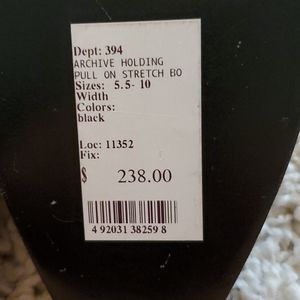 Dept: 394
ARCHIVE HOLDING
PULL ON STRETCH BO
Sizes: 5.5- 10
Width
Colors:
black
Loc: 11352
Fix:
$ 238.00
4 92031 38259 8